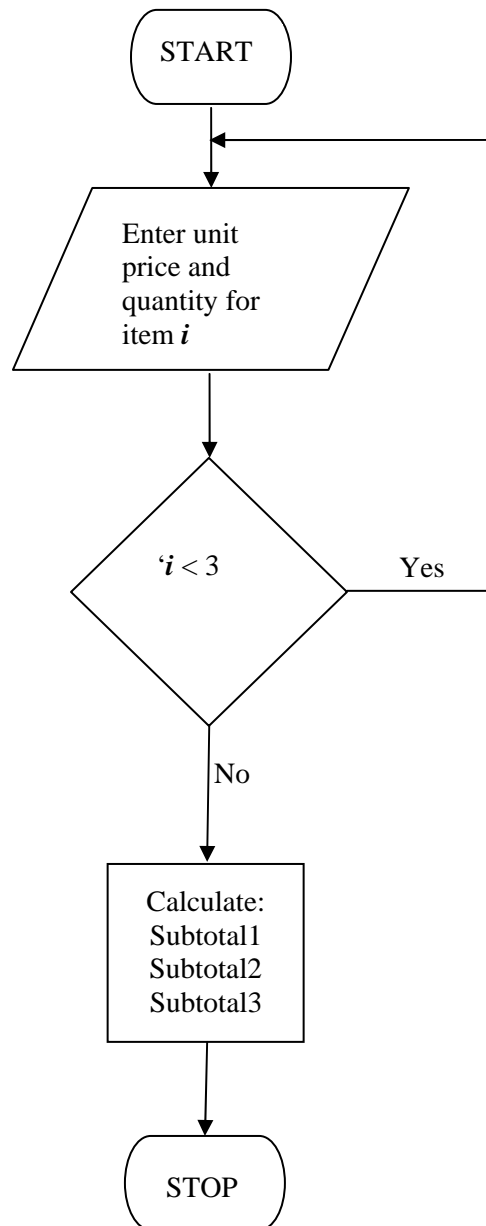 START
Enter unit
price and
quantity for
item i
‘i < 3
Yes
No
Calculate:
Subtotal1
Subtotal2
Subtotal3
STOP